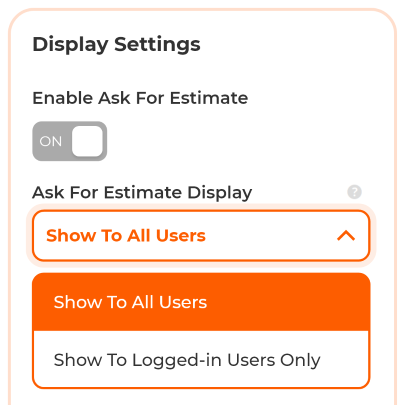 Display Settings
Enable Ask For Estimate
ON
Ask For Estimate Display
?
Show To All Users
Show To All Users
Show To Logged-in Users Only